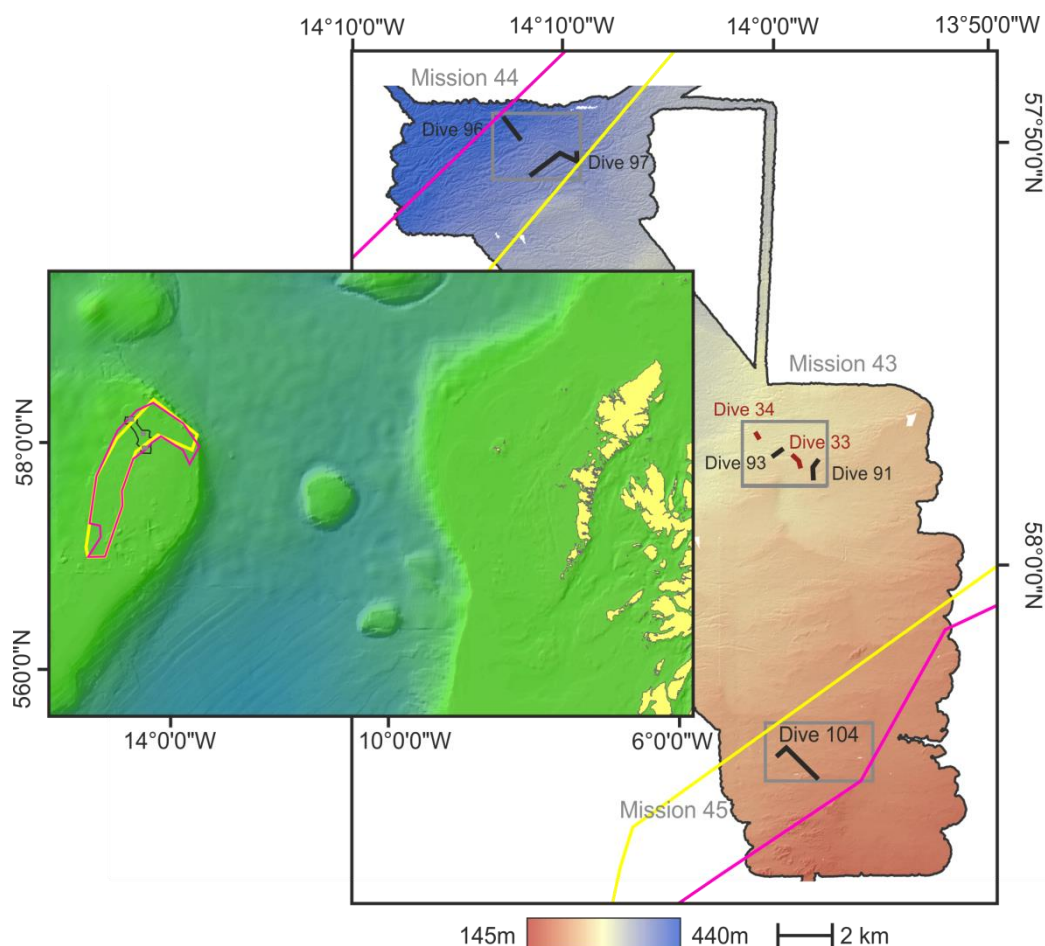 14°10'0"W
14°10'0"W
14°0'0"W
13°50'0"W
Mission 44
Dive 96
Dive 97
57°50'0"N
Mission 43
Dive 34
Dive 33
Dive 93
Dive 91
58°0'0"N
58°0'0"N
560'0"N
Dive 104
14°0'0"W
10°0'0"W
6°0'0"W
Mission 45
145m
440m
2 km